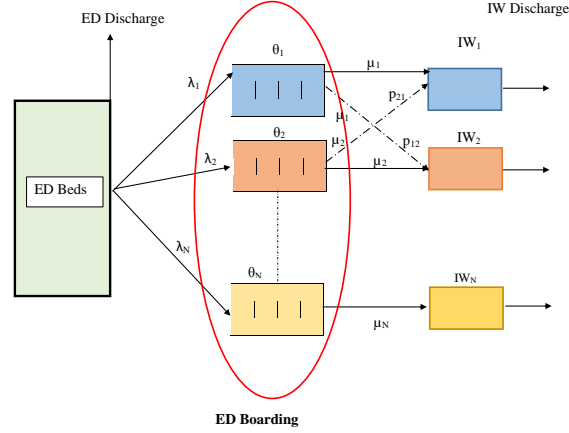 ED Discharge
IW Discharge
θ1
μ1
IW1
λ1
p21
μ1
θ2
μ2
p12
IW2
λ2
μ2
ED Beds
λN
θN
IWN
μN
ED Boarding